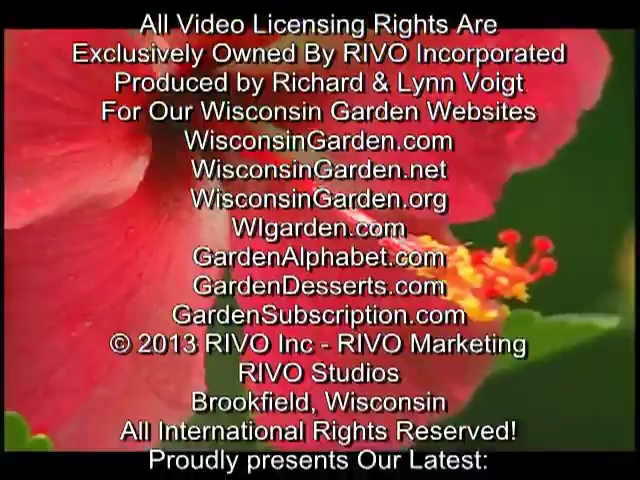 All Video Licensing Rights Are
Exclusively Owned By RIVO Incorporated
Produced by Richard & Lynn Voigt
For Our Wisconsin Garden Websites
WisconsinGarden.com
WisconsinGarden.net
WisconsinGarden.org
WIgarden.com
GardenAlphabet.com
GardenDesserts.com
GardenSubscription.com
© 2013 RIVO Inc - RIVO Marketing
RIVO Studios
Brookfield, Wisconsin
All International Rights Reserved!
Proudly presents Our Latest: